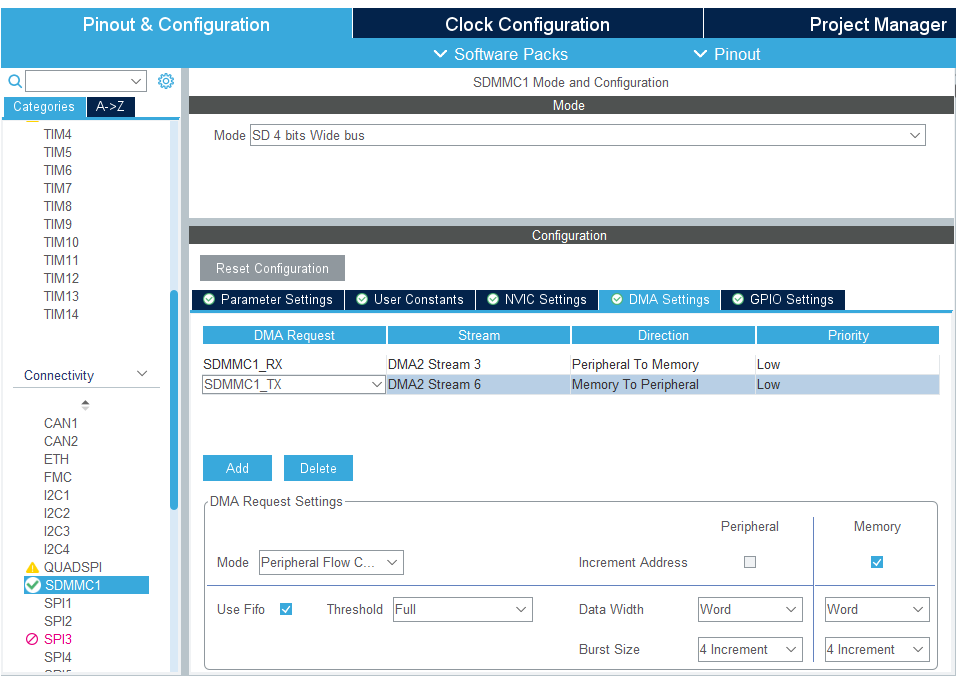 Pinout & Configuration
Clock Configuration
Project Manager
Software Packs
Pinout
Categories
A->Z
TIM4
TIM5
TIM6
TIM7
TIM8
TIM9
TIM10
TIM11
TIM12
TIM13
TIM14
Connectivity
CAN1
CAN2
ETH
FMC
I2C1
I2C2
I2C3
I2C4
QUADSPI
SDMMC1
SPI1
SPI2
SPI3
SPI4
SDMMC1 Mode and Configuration
Mode
Mode SD 4 bits Wide bus
Configuration
Reset Configuration
Parameter Settings
User Constants
NVIC Settings
DMA Settings
GPIO Settings
DMA Request Stream Direction Priority
SDMMC1_RX DMA2 Stream 3 Peripheral To Memory Low
SDMMC1_TX DMA2 Stream 6 Memory To Peripheral Low
Add
Delete
DMA Request Settings
Peripheral Memory
Mode Peripheral Flow C... Increment Address
Use Fifo Threshold Full Data Width Word Word
Burst Size 4 Increment 4 Increment